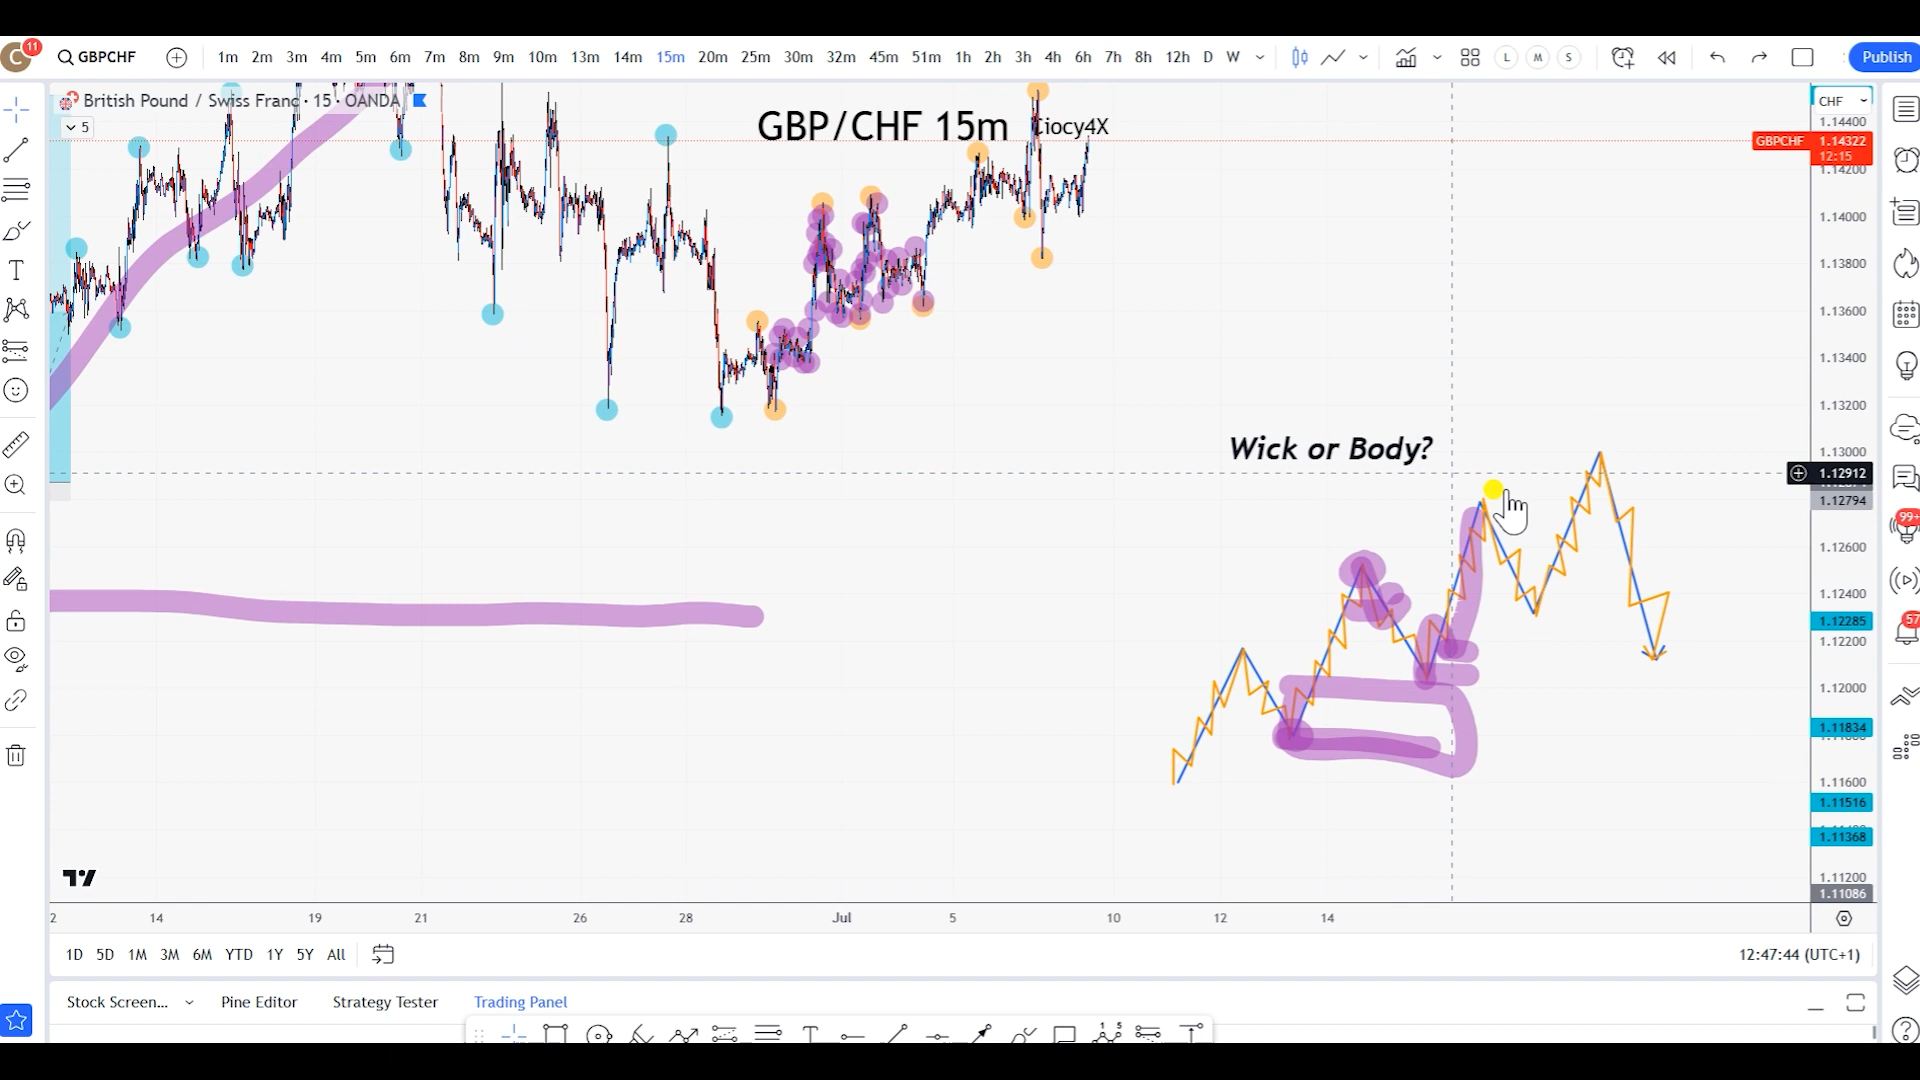 C 11 GBPCHF 1m 2m 3m 4m 5m 6m 7m 8m 9m 10m 13m 14m 15m 20m 25m 30m 32m 45m 51m 1h 2h 3h 4h 6h 7h 8h 12h D W L M S Publish
British Pound / Swiss Franc · 15 · OANDA
CHF
5
GBP/CHF 15m
1.14400
GBPCHF 1.14322
12:15
1.14200
1.14000
1.13800
1.13600
1.13400
1.13200
Wick or Body?
1.13000
1.12912
1.12794
99+
1.12600
1.12400
1.12285
57
1.12200
1.12000
1.11834
1.11600
1.11516
1.11368
1.11200
1.11086
2 14 19 21 26 28 Jul 5 10 12 14
1D 5D 1M 3M 6M YTD 1Y 5Y All 12:47:44 (UTC+1)
Stock Screen... Pine Editor Strategy Tester Trading Panel